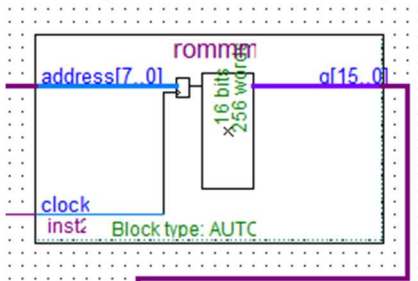 rommm
address[7..0]
q[15..0]
16 bits
256 words
clock
inst2
Block type: AUTO